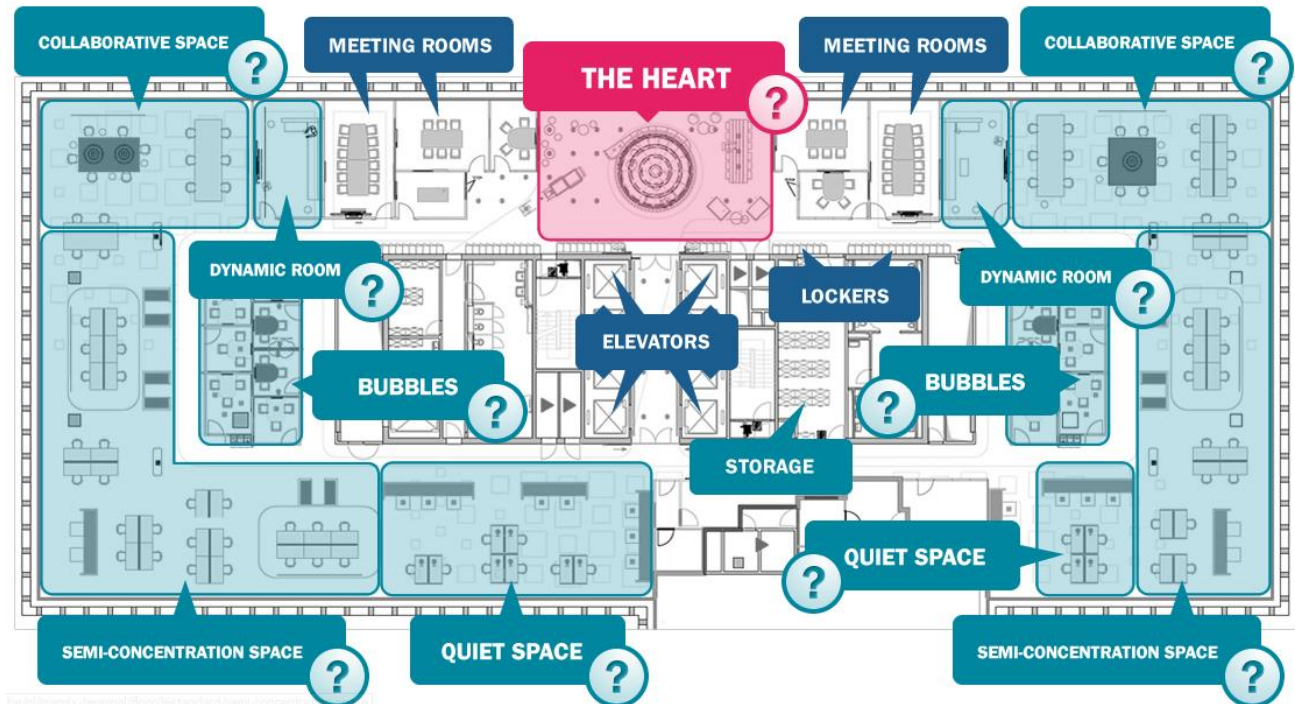 COLLABORATIVE SPACE
?
MEETING ROOMS
THE HEART
?
MEETING ROOMS
COLLABORATIVE SPACE
?
DYNAMIC ROOM
?
LOCKERS
DYNAMIC ROOM
?
ELEVATORS
BUBBLES
?
BUBBLES
?
STORAGE
QUIET SPACE
?
SEMI-CONCENTRATION SPACE
?
QUIET SPACE
?
SEMI-CONCENTRATION SPACE
?